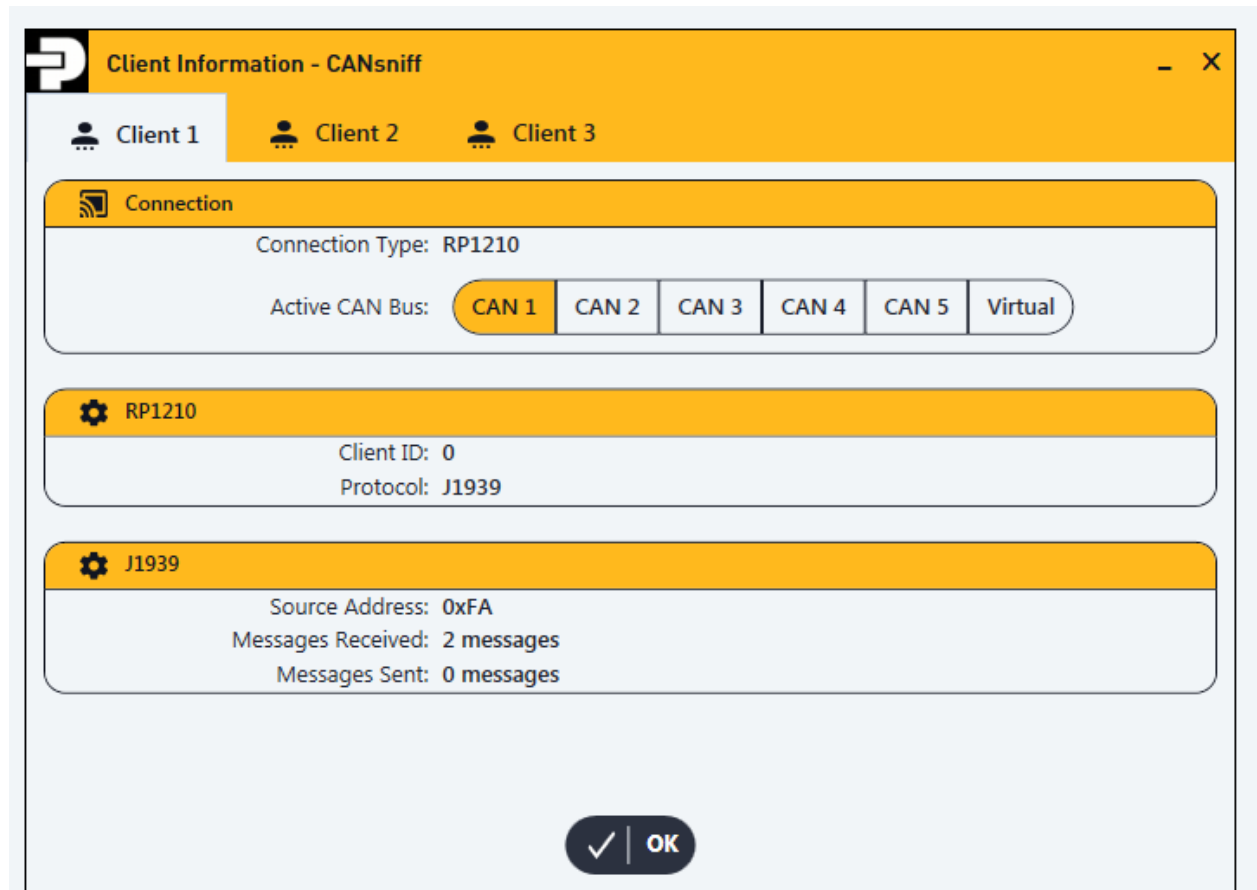 Client Information - CANsniff
Client 1 Client 2 Client 3
Connection
Connection Type: RP1210
Active CAN Bus: CAN 1 CAN 2 CAN 3 CAN 4 CAN 5 Virtual
RP1210
Client ID: 0
Protocol: J1939
J1939
Source Address: 0xFA
Messages Received: 2 messages
Messages Sent: 0 messages
OK